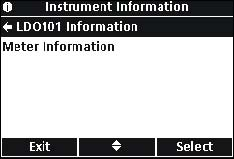 Instrument Information
LDO101 Information
Meter Information
Exit
Select